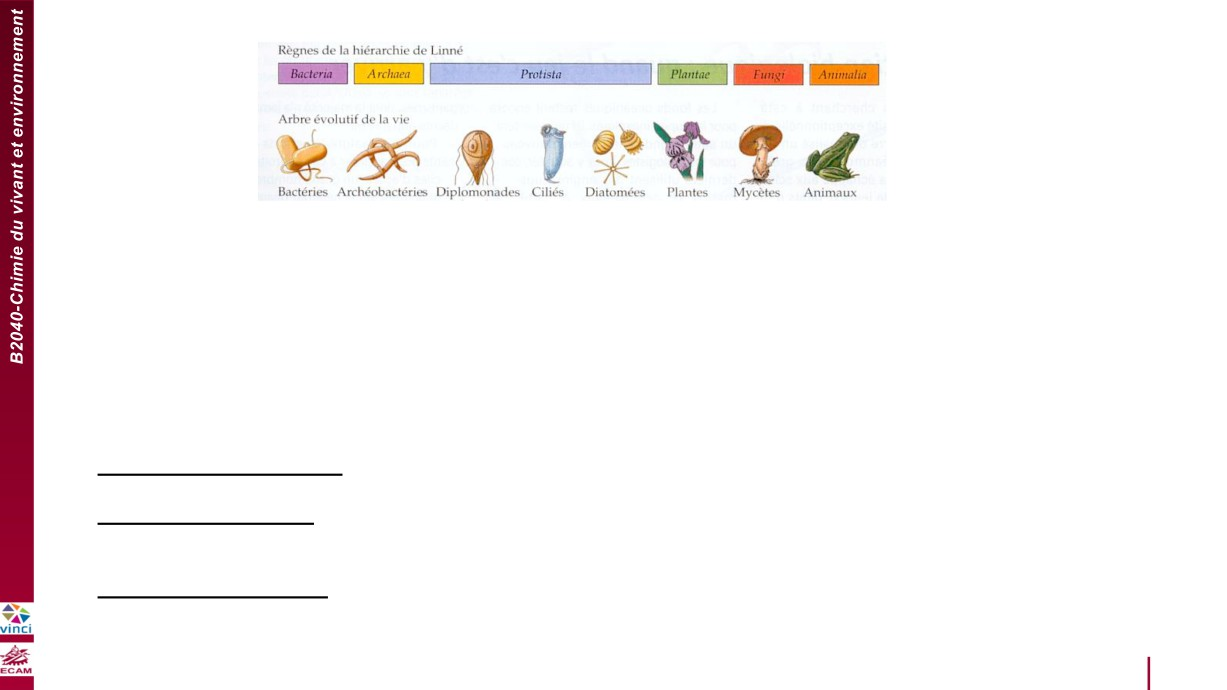 B2040-Chimie du vivant et environnement
Règnes de la hiérarchie de Linné
Bacteria Archaea Protista Plantae Fungi Animalia
Arbre évolutif de la vie
Bactéries Archéobactéries Diplomonades Ciliés Diatomées Plantes Mycètes Animaux
vinci
ECAM